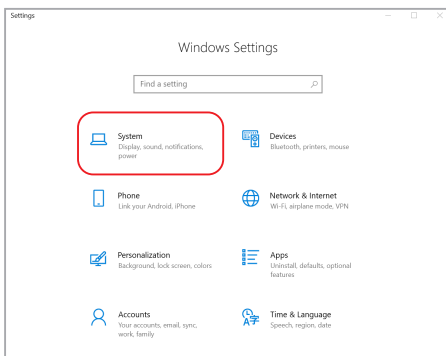 Settings
Windows Settings
Find a setting
System
Display, sound, notifications,
power
Devices
Bluetooth, printers, mouse
Phone
Link your Android, iPhone
Network & Internet
Wi-Fi, airplane mode, VPN
Personalization
Background, lock screen, colors
Apps
Uninstall, defaults, optional
features
Accounts
Your accounts, email, sync,
work, family
Time & Language
Speech, region, date